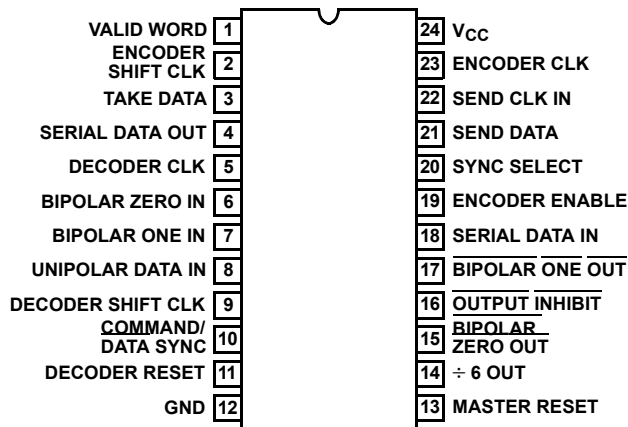 VALID WORD 1
ENCODER
SHIFT CLK 2
TAKE DATA 3
SERIAL DATA OUT 4
DECODER CLK 5
BIPOLAR ZERO IN 6
BIPOLAR ONE IN 7
UNIPOLAR DATA IN 8
DECODER SHIFT CLK 9
COMMAND/
DATA SYNC 10
DECODER RESET 11
GND 12
24 VCC
23 ENCODER CLK
22 SEND CLK IN
21 SEND DATA
20 SYNC SELECT
19 ENCODER ENABLE
18 SERIAL DATA IN
17 BIPOLAR ONE OUT
16 OUTPUT INHIBIT
BIPOLAR
15 ZERO OUT
14 ÷ 6 OUT
13 MASTER RESET